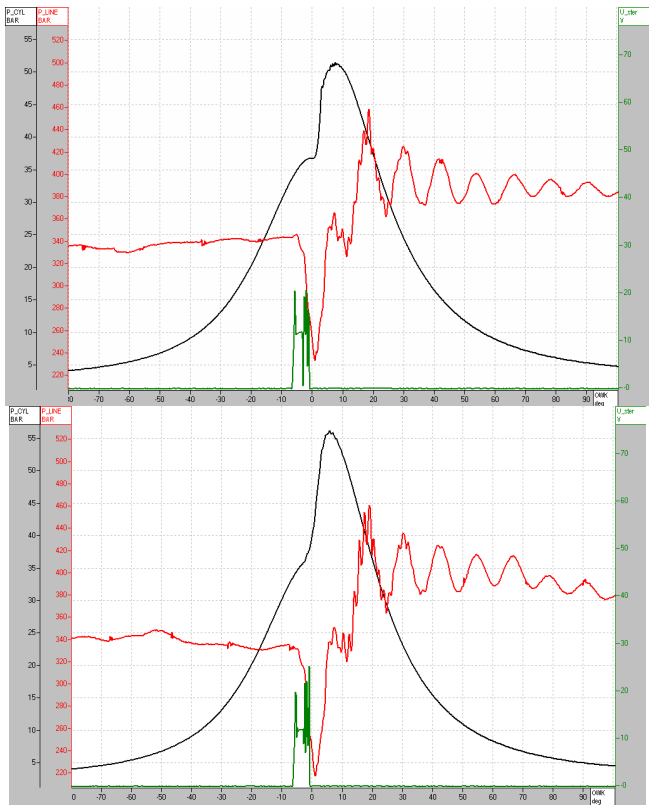 P_CYL P_LINE U_ster
BAR BAR V
55- 520- -70
50- 500-
480- -60
45- 460-
440- -50
40- 420-
35- 400- -40
30- 380-
360-
25- 340- -30
20- 320-
300- -20
15- 280-
10- 260- -10
240-
5- 220- -0
-80 -70 -60 -50 -40 -30 -20 -10 0 10 20 30 40 50 60 70 80 90 OWK
deg
P_CYL P_LINE U_ster
BAR BAR V
55- 520- -70
50- 500-
480- -60
45- 460-
440- -50
40- 420-
35- 400- -40
30- 380-
360-
25- 340- -30
20- 320-
300- -20
15- 280-
10- 260- -10
240-
5- 220- -0
-80 -70 -60 -50 -40 -30 -20 -10 0 10 20 30 40 50 60 70 80 90 OWK
deg